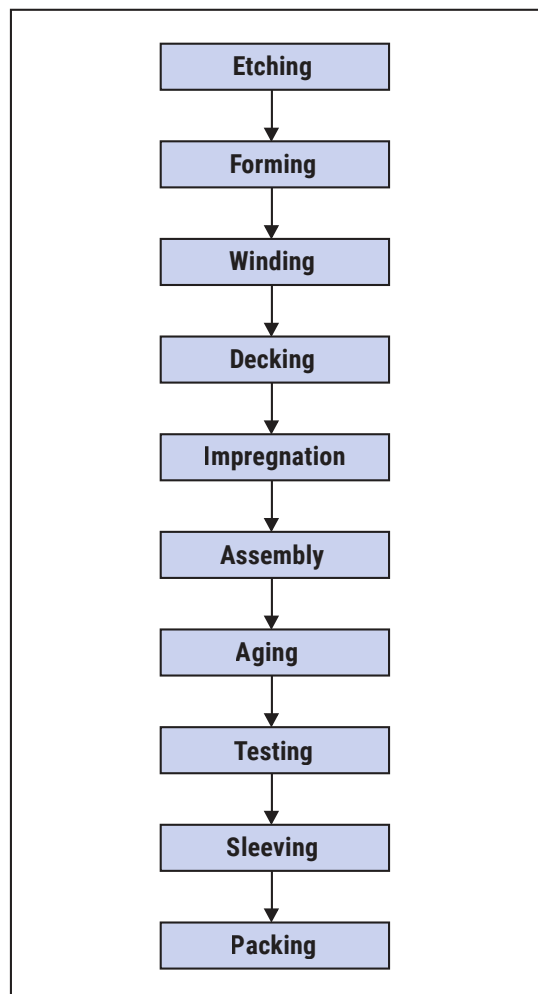 Etching
Forming
Winding
Decking
Impregnation
Assembly
Aging
Testing
Sleeving
Packing